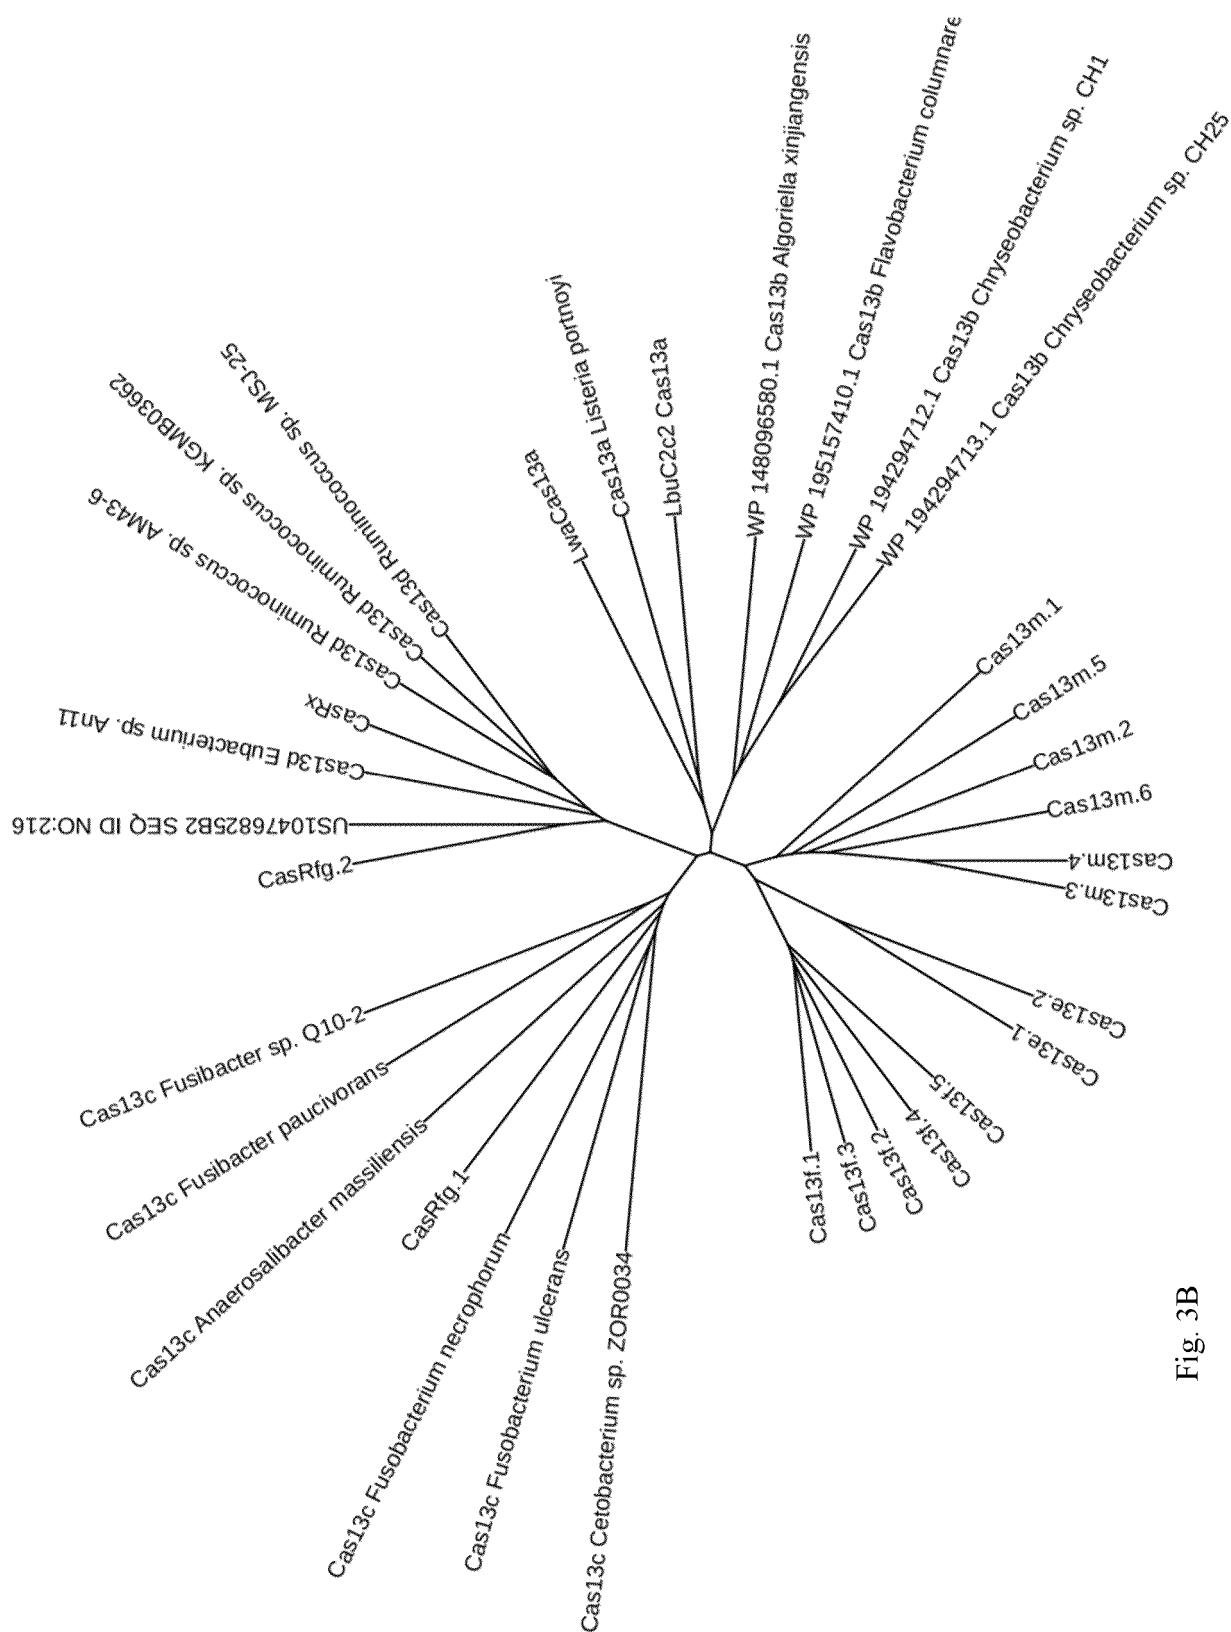 WP 148096580.1 Cas13b Algoriella xinjiangensis
WP 195157410.1 Cas13b Flavobacterium columnare
WP 194294712.1 Cas13b Chryseobacterium sp. CH1
WP 194294713.1 Cas13b Chryseobacterium sp. CH25
Cas13m.1
Cas13m.5
Cas13m.2
Cas13m.6
Cas13m.4
Cas13m.3
Cas13e.2
Cas13e.1
Cas13f.5
Cas13f.4
Cas13f.2
Cas13f.3
Cas13f.1
Cas13c Cetobacterium sp. ZOR0034
Cas13c Fusobacterium ulcerans
Cas13c Fusobacterium necrophorum
CasRfg.1
Cas13c Anaerosalibacter massiliensis
Cas13c Fusibacter paucivorans
Cas13c Fusibacter sp. Q10-2
CasRfg.2
US10476825B2 SEQ ID NO:216
Cas13d Eubacterium sp. An11
CasRx
Cas13d Ruminococcus sp. AM43-6
Cas13d Ruminococcus sp. KGMB03662
Cas13d Ruminococcus sp. MSJ-25
LwaCas13a
Cas13a Listeria portnoyi
LbuC2c2 Cas13a
Fig. 3B